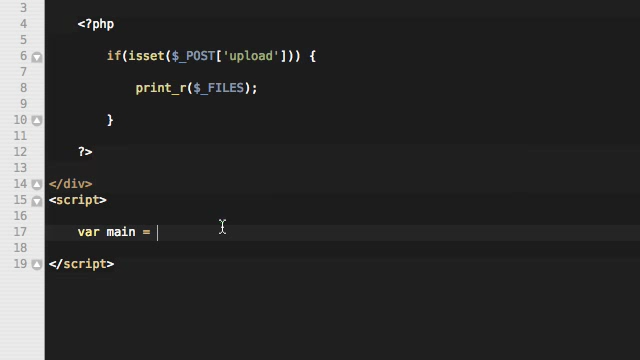 3
4 <?php
5
6 if(isset($_POST['upload'])) {
7
8 print_r($_FILES);
9
10 }
11
12 ?>
13
14 </div>
15 <script>
16
17 var main =
18
19 </script>